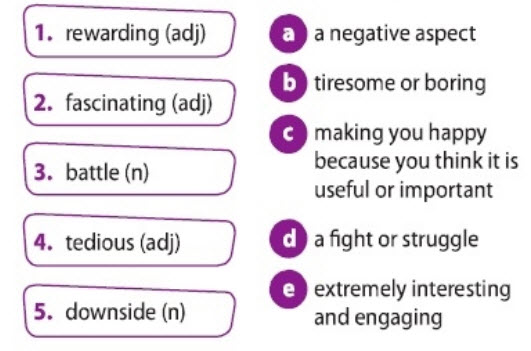 1. rewarding (adj)
2. fascinating (adj)
3. battle (n)
4. tedious (adj)
5. downside (n)
a a negative aspect
b tiresome or boring
c making you happy
because you think it is
useful or important
d a fight or struggle
e extremely interesting
and engaging